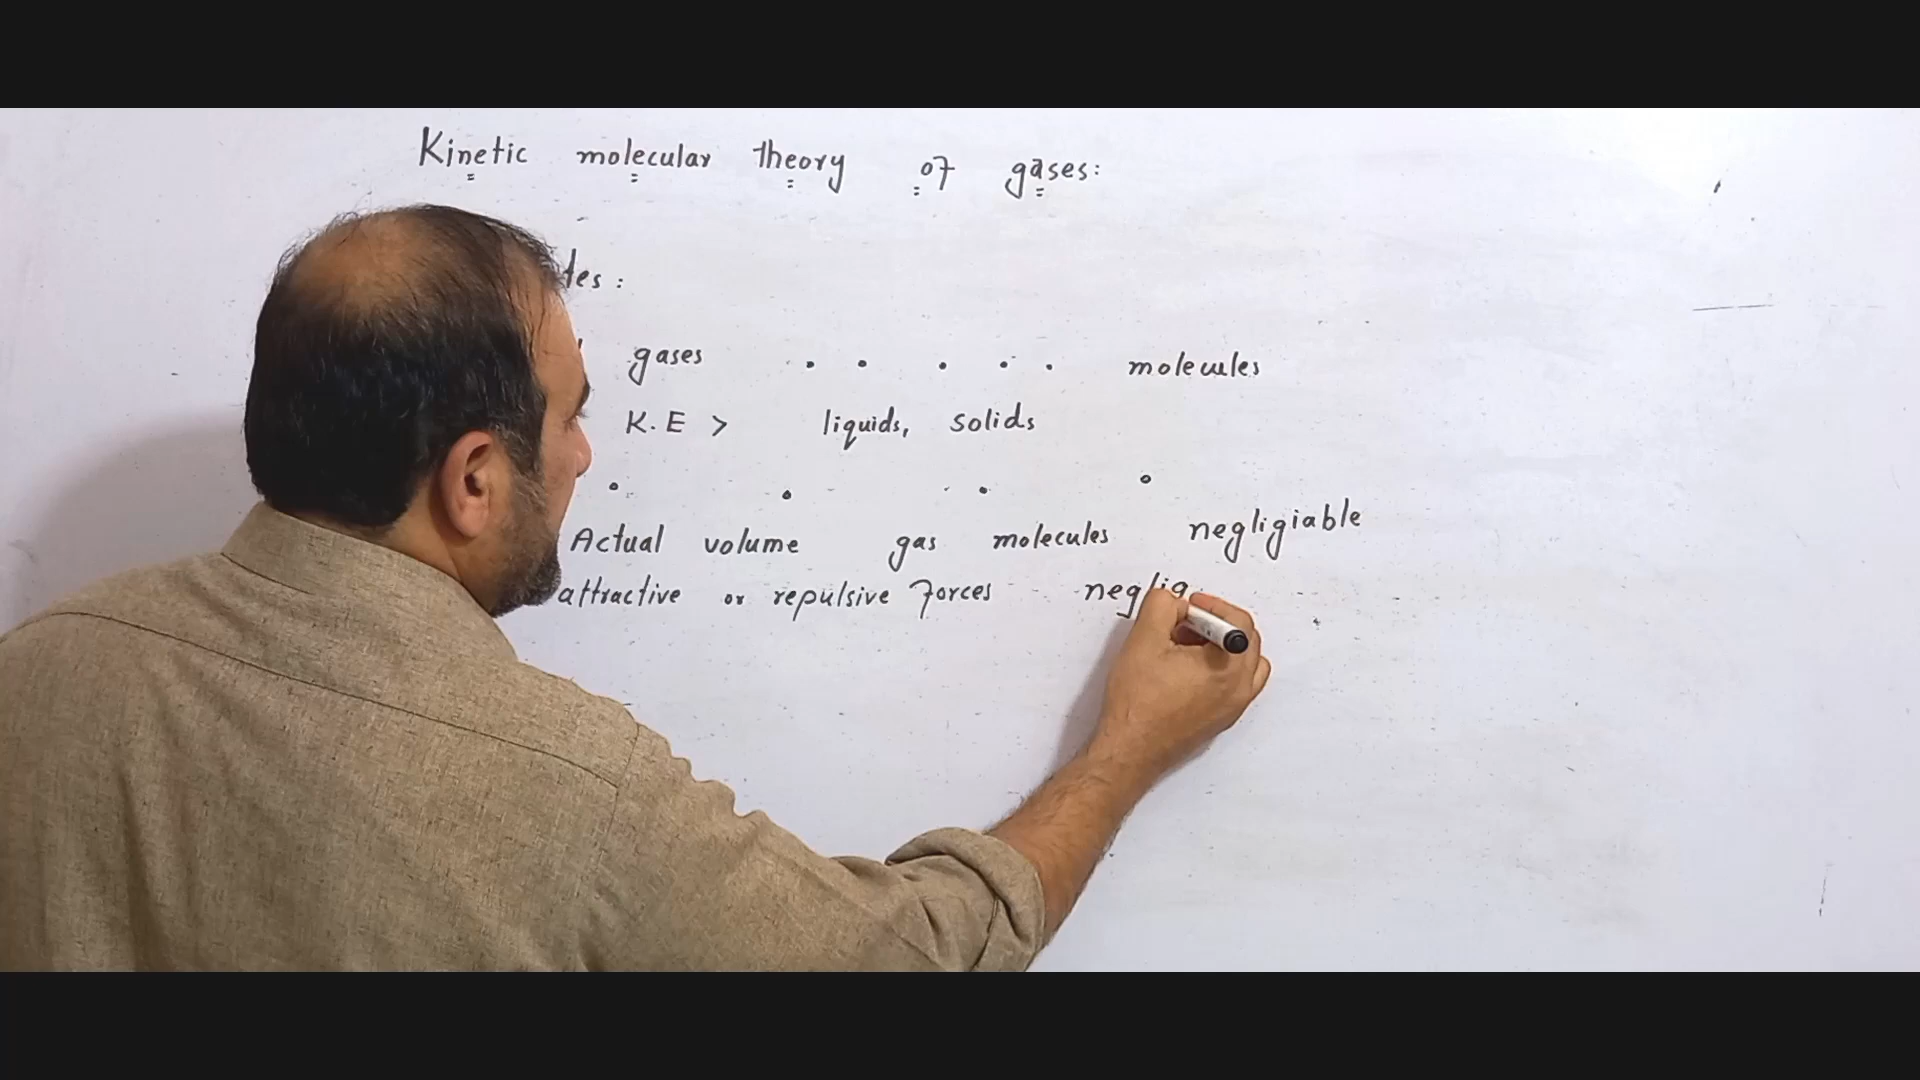 Kinetic molecular theory of gases:
tes:
gases . . . . . molecules
K.E > liquids, solids
Actual volume gas molecules negligiable
attractive or repulsive forces neglig